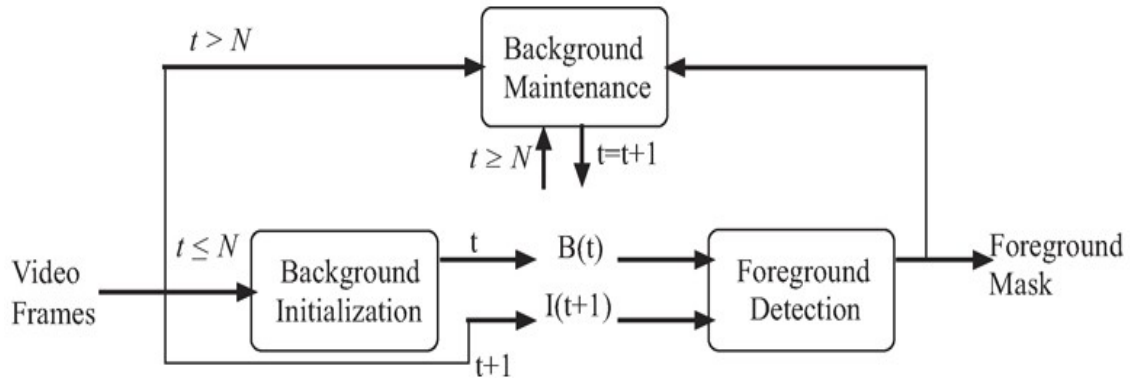 t > N
Background
Maintenance
t ≥ N
t=t+1
t ≤ N
Video
Frames
Background
Initialization
t
B(t)
I(t+1)
t+1
Foreground
Detection
Foreground
Mask